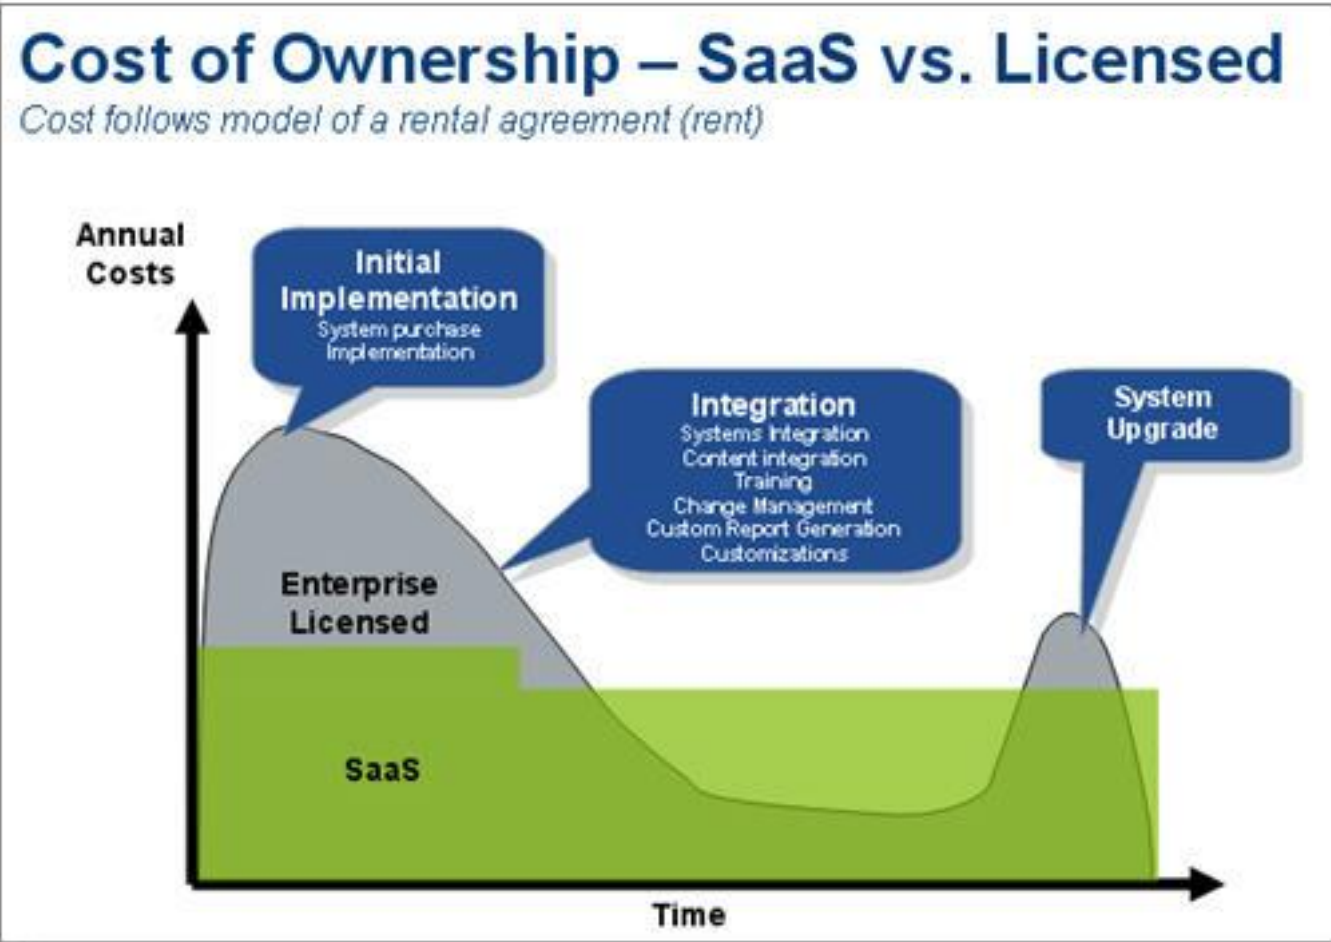 Cost of Ownership – SaaS vs. Licensed
Cost follows model of a rental agreement (rent)
Annual
Costs
Initial
Implementation
System purchase
Implementation
Integration
Systems Integration
Content integration
Training
Change Management
Custom Report Generation
Customizations
System
Upgrade
Enterprise
Licensed
SaaS
Time